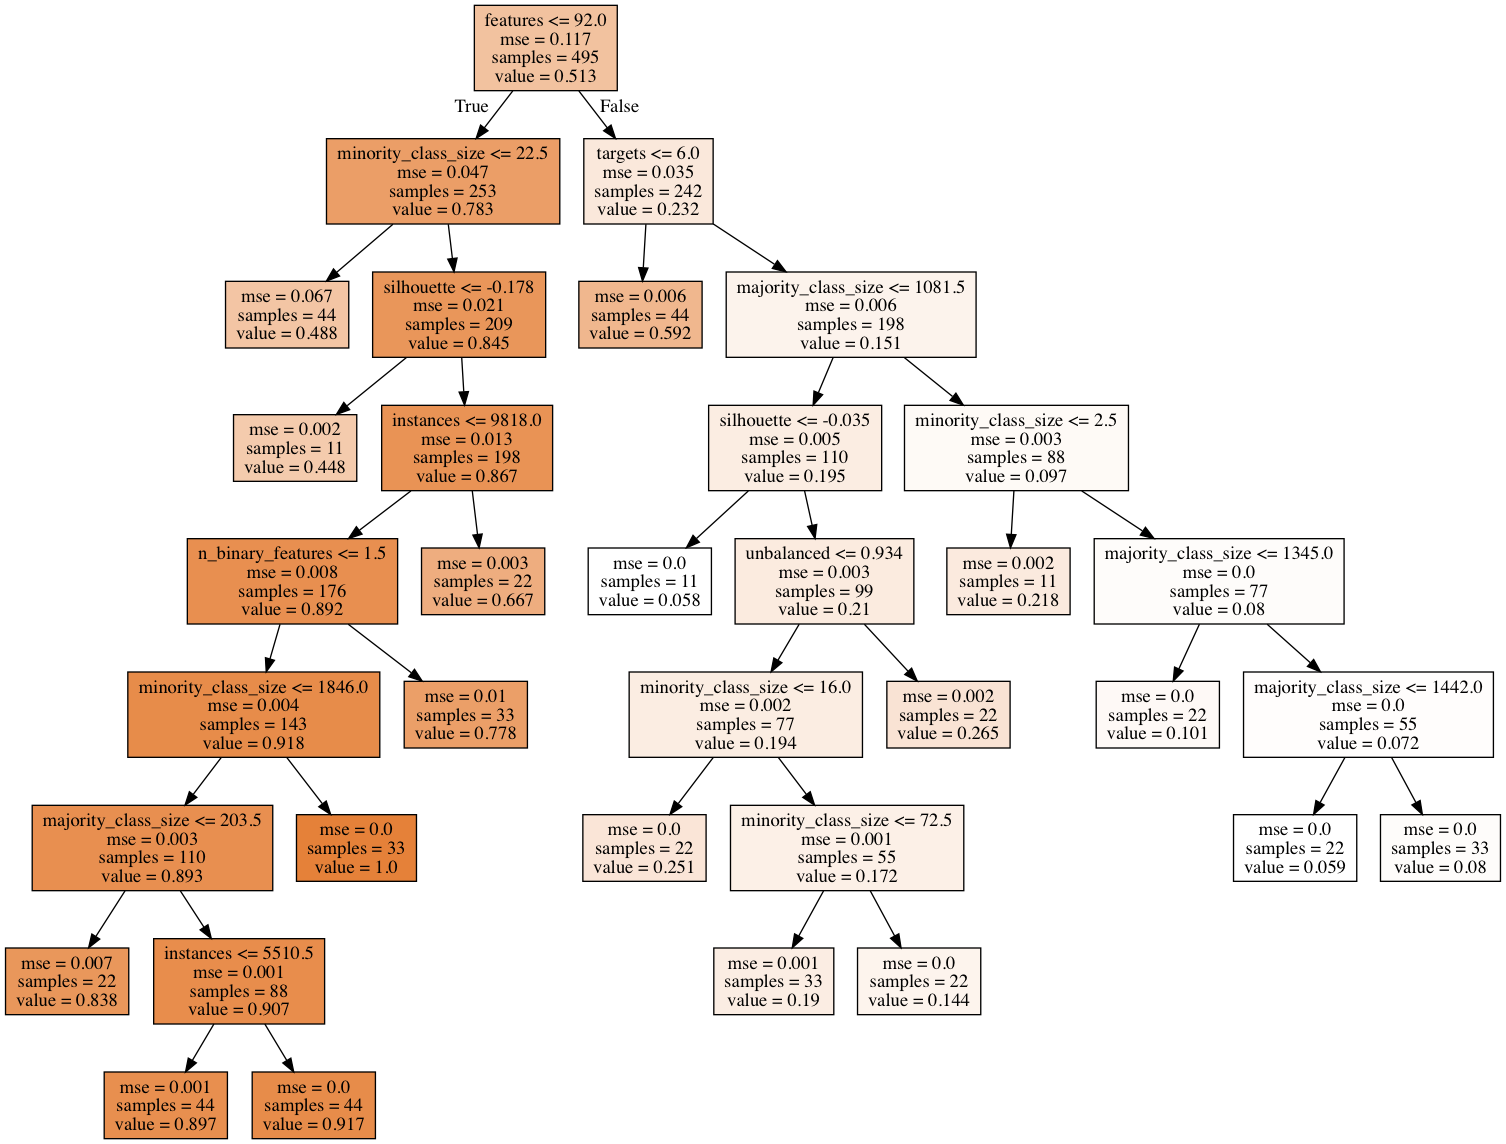 features <= 92.0
mse = 0.117
samples = 495
value = 0.513
True
False
minority_class_size <= 22.5
mse = 0.047
samples = 253
value = 0.783
targets <= 6.0
mse = 0.035
samples = 242
value = 0.232
mse = 0.067
samples = 44
value = 0.488
silhouette <= -0.178
mse = 0.021
samples = 209
value = 0.845
mse = 0.006
samples = 44
value = 0.592
majority_class_size <= 1081.5
mse = 0.006
samples = 198
value = 0.151
mse = 0.002
samples = 11
value = 0.448
instances <= 9818.0
mse = 0.013
samples = 198
value = 0.867
silhouette <= -0.035
mse = 0.005
samples = 110
value = 0.195
minority_class_size <= 2.5
mse = 0.003
samples = 88
value = 0.097
n_binary_features <= 1.5
mse = 0.008
samples = 176
value = 0.892
mse = 0.003
samples = 22
value = 0.667
mse = 0.0
samples = 11
value = 0.058
unbalanced <= 0.934
mse = 0.003
samples = 99
value = 0.21
mse = 0.002
samples = 11
value = 0.218
majority_class_size <= 1345.0
mse = 0.0
samples = 77
value = 0.08
minority_class_size <= 1846.0
mse = 0.004
samples = 143
value = 0.918
mse = 0.01
samples = 33
value = 0.778
minority_class_size <= 16.0
mse = 0.002
samples = 77
value = 0.194
mse = 0.002
samples = 22
value = 0.265
mse = 0.0
samples = 22
value = 0.101
majority_class_size <= 1442.0
mse = 0.0
samples = 55
value = 0.072
majority_class_size <= 203.5
mse = 0.003
samples = 110
value = 0.893
mse = 0.0
samples = 33
value = 1.0
mse = 0.0
samples = 22
value = 0.251
minority_class_size <= 72.5
mse = 0.001
samples = 55
value = 0.172
mse = 0.0
samples = 22
value = 0.059
mse = 0.0
samples = 33
value = 0.08
mse = 0.007
samples = 22
value = 0.838
instances <= 5510.5
mse = 0.001
samples = 88
value = 0.907
mse = 0.001
samples = 33
value = 0.19
mse = 0.0
samples = 22
value = 0.144
mse = 0.001
samples = 44
value = 0.897
mse = 0.0
samples = 44
value = 0.917